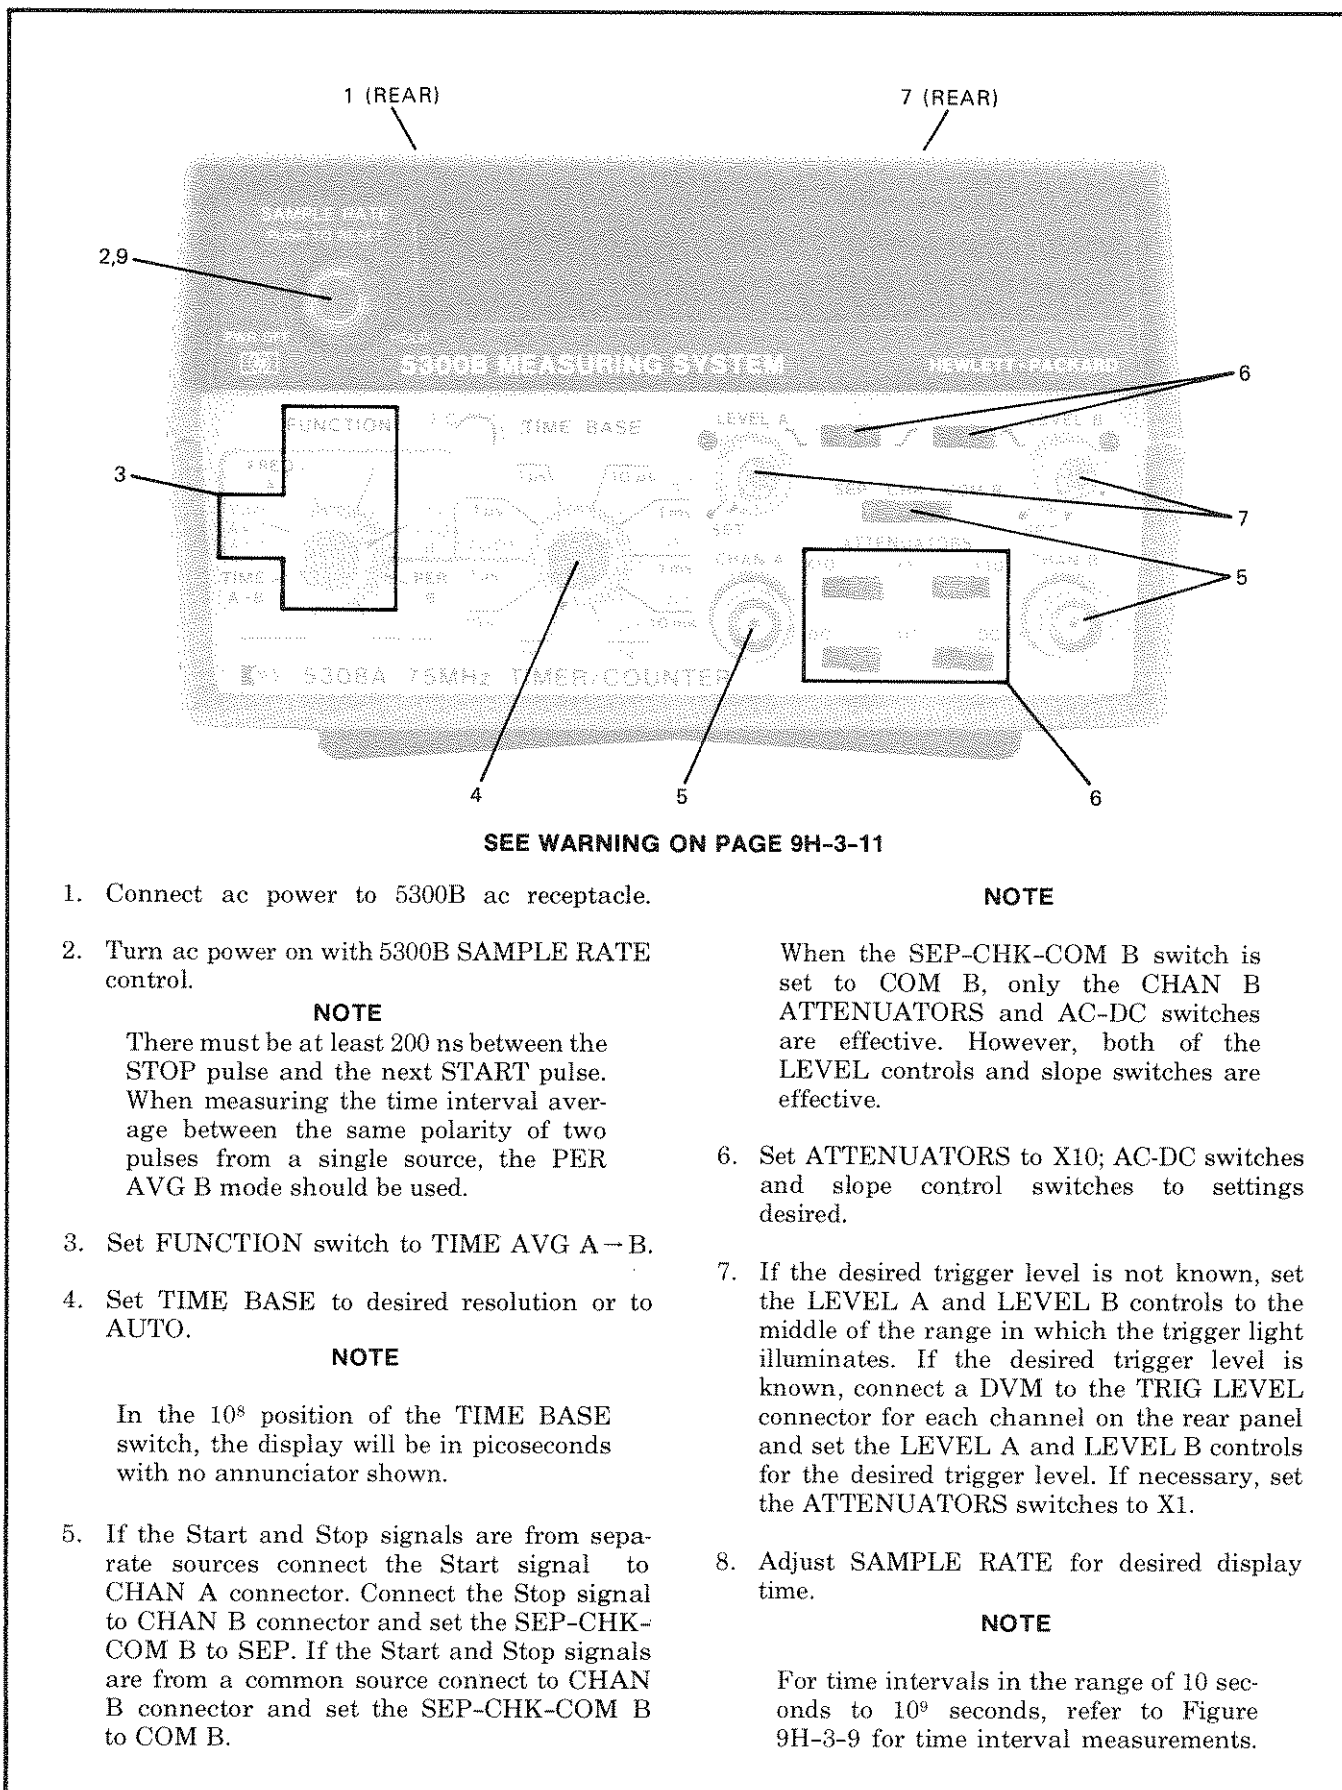 1 (REAR)
7 (REAR)
SAMPLE RATE
2,9
5300B MEASURING SYSTEM
HEWLETT-PACKARD
6
FUNCTION
TIME BASE
LEVEL A
LEVEL B
FREQ
3
7
SET
ATTENUATORS
CHAN A
CHAN B
5
TIME
A→B
PER
B
DC
DC
5308A 75MHz TIMER/COUNTER
4
5
6
SEE WARNING ON PAGE 9H-3-11
1. Connect ac power to 5300B ac receptacle.
2. Turn ac power on with 5300B SAMPLE RATE
control.
NOTE
There must be at least 200 ns between the
STOP pulse and the next START pulse.
When measuring the time interval aver-
age between the same polarity of two
pulses from a single source, the PER
AVG B mode should be used.
3. Set FUNCTION switch to TIME AVG A→B.
4. Set TIME BASE to desired resolution or to
AUTO.
NOTE
In the 10⁸ position of the TIME BASE
switch, the display will be in picoseconds
with no annunciator shown.
5. If the Start and Stop signals are from sepa-
rate sources connect the Start signal to
CHAN A connector. Connect the Stop signal
to CHAN B connector and set the SEP-CHK-
COM B to SEP. If the Start and Stop signals
are from a common source connect to CHAN
B connector and set the SEP-CHK-COM B
to COM B.
NOTE
When the SEP-CHK-COM B switch is
set to COM B, only the CHAN B
ATTENUATORS and AC-DC switches
are effective. However, both of the
LEVEL controls and slope switches are
effective.
6. Set ATTENUATORS to X10; AC-DC switches
and slope control switches to settings
desired.
7. If the desired trigger level is not known, set
the LEVEL A and LEVEL B controls to the
middle of the range in which the trigger light
illuminates. If the desired trigger level is
known, connect a DVM to the TRIG LEVEL
connector for each channel on the rear panel
and set the LEVEL A and LEVEL B controls
for the desired trigger level. If necessary, set
the ATTENUATORS switches to X1.
8. Adjust SAMPLE RATE for desired display
time.
NOTE
For time intervals in the range of 10 sec-
onds to 10⁹ seconds, refer to Figure
9H-3-9 for time interval measurements.